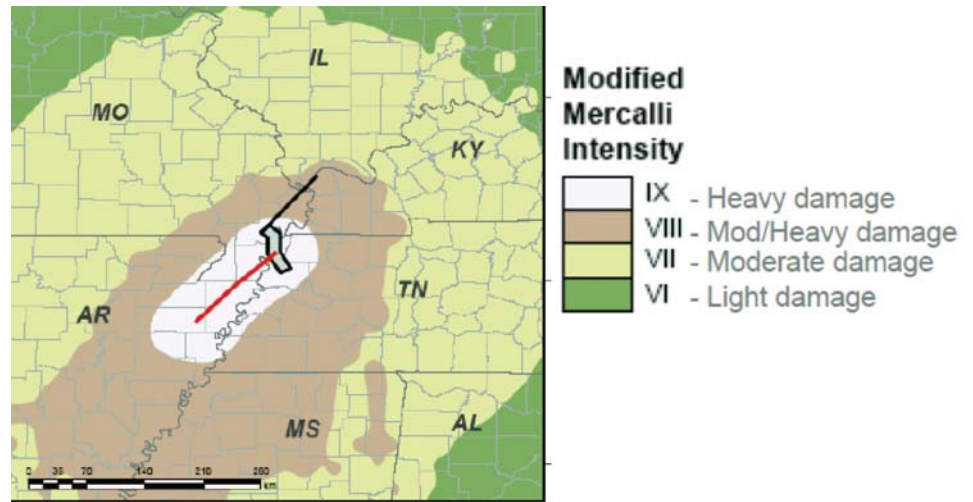 IL
MO
KY
AR
TN
MS
AL
0 35 70 140 210 280
km
Modified
Mercalli
Intensity
IX - Heavy damage
VIII - Mod/Heavy damage
VII - Moderate damage
VI - Light damage